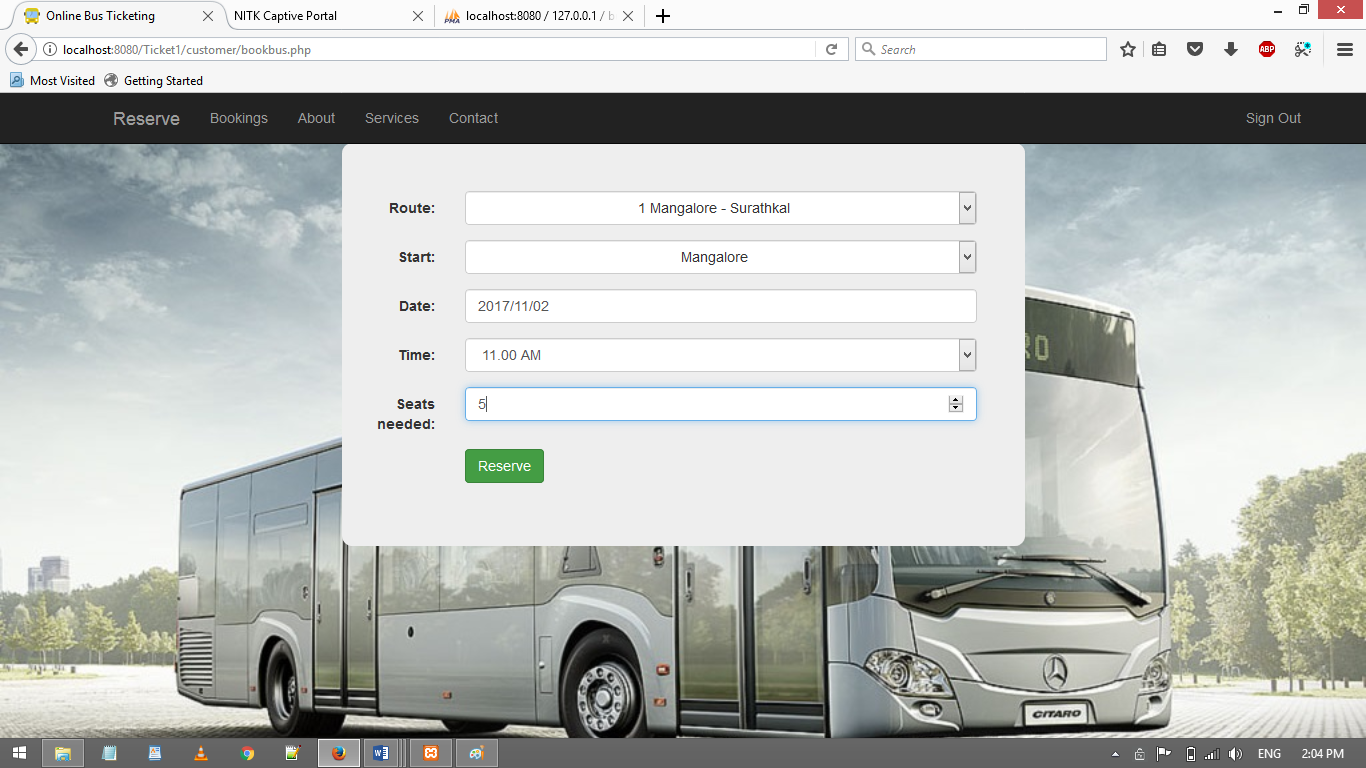 Online Bus Ticketing
NITK Captive Portal
PMA localhost:8080 / 127.0.0.1 / b
localhost:8080/Ticket1/customer/bookbus.php
Search
ABP
Most Visited
Getting Started
Reserve
Bookings
About
Services
Contact
Sign Out
Route:
1 Mangalore - Surathkal
Start:
Mangalore
Date:
2017/11/02
Time:
11.00 AM
Seats
needed:
5
Reserve
CITARO
ENG
2:04 PM